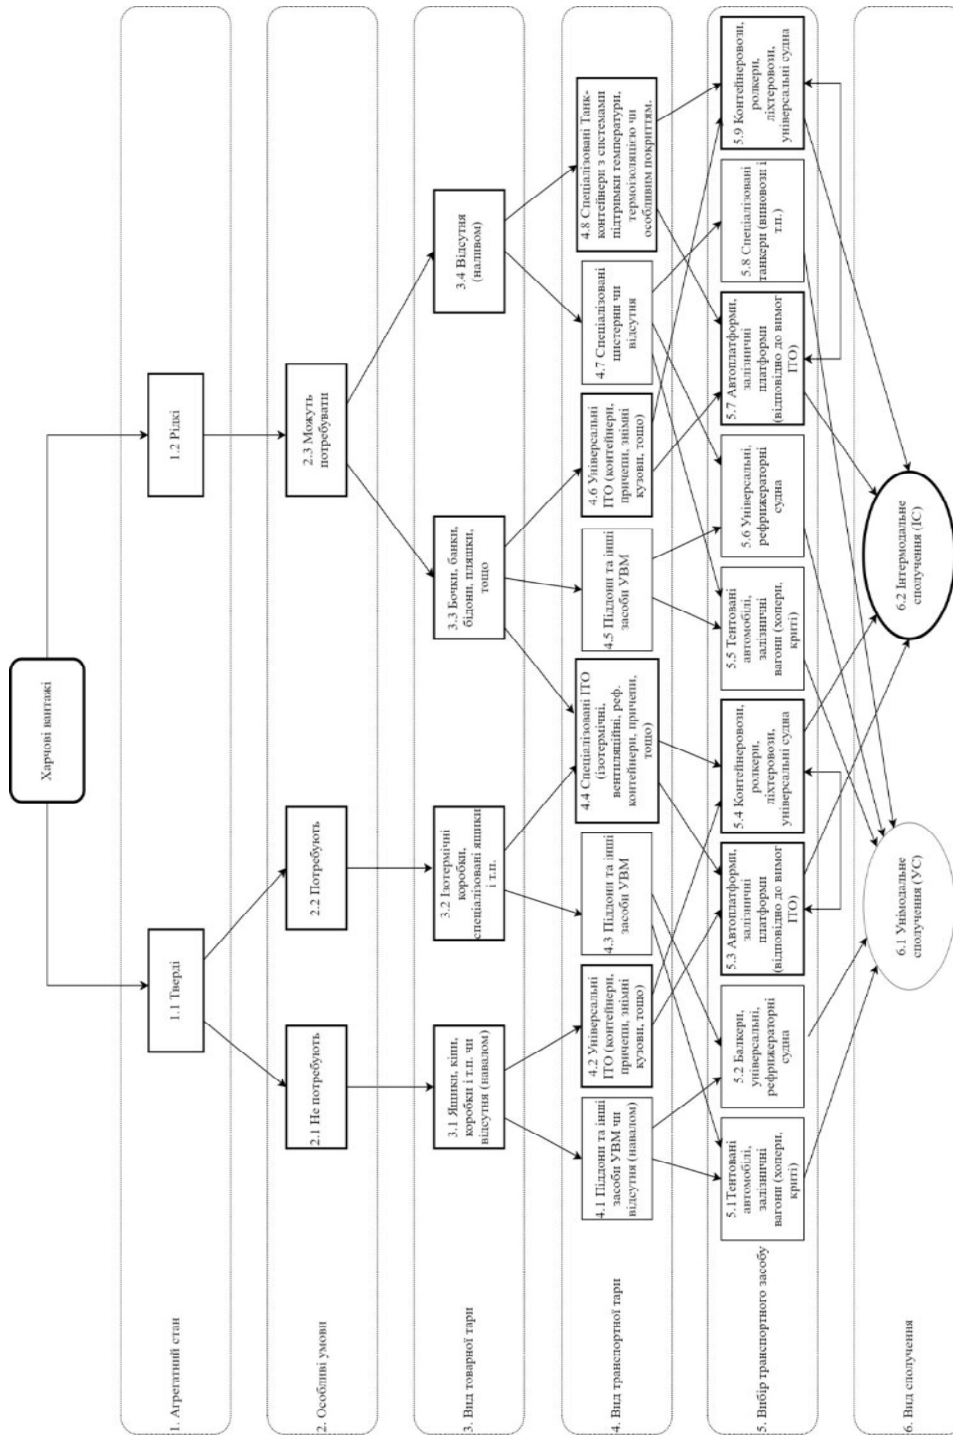 Харчові вантажі
1. Агрегатний стан
1.1 Тверді
1.2 Рідкі
2. Особливі умови
2.1 Не потребують
2.2 Потребують
2.3 Можуть
потребувати
3. Вид товарної тари
3.1 Ящики, кіпи,
коробки і т.п. чи
відсутня (навалом)
3.2 Ізотермічні
коробки,
спеціалізовані ящики
і т.п.
3.3 Бочки, банки,
бідони, пляшки,
тощо
3.4 Відсутня
(наливом)
4. Вид транспортної тари
4.1 Піддони та інші
засоби УВМ чи
відсутня (навалом)
4.2 Універсальні
ІТО (контейнери,
причепи, знімні
кузови, тощо)
4.3 Піддони та інші
засоби УВМ
4.4 Спеціалізовані ІТО
(ізотермічні,
вентиляційні, реф.
контейнери, причепи,
тощо)
4.5 Піддони та інші
засоби УВМ
4.6 Універсальні
ІТО (контейнери,
причепи, знімні
кузови, тощо)
4.7 Спеціалізовані
цистерни чи
відсутня
4.8 Спеціалізовані Танк-
контейнери з системами
підтримки температури,
термоізоляцією чи
особливим покриттям.
5. Вибір транспортного засобу
5.1Тентовані
автомобілі,
залізничні
вагони (хопери,
криті)
5.2 Балкери,
універсальні,
рефрижераторні
судна
5.3 Автоплатформи,
залізничні
платформи
(відповідно до вимог
ІТО)
5.4 Контейнеровози,
ролкери,
ліхтеровози,
універсальні судна
5.5 Тентовані
автомобілі,
залізничні
вагони (хопери,
криті)
5.6 Універсальні,
рефрижераторні
судна
5.7 Автоплатформи,
залізничні
платформи
(відповідно до вимог
ІТО)
5.8 Спеціалізовані
танкери (виновози і
т.п.)
5.9 Контейнеровози,
ролкери,
ліхтеровози,
універсальні судна
6. Вид сполучення
6.1 Унімодальне
сполучення (УС)
6.2 Інтермодальне
сполучення (ІС)